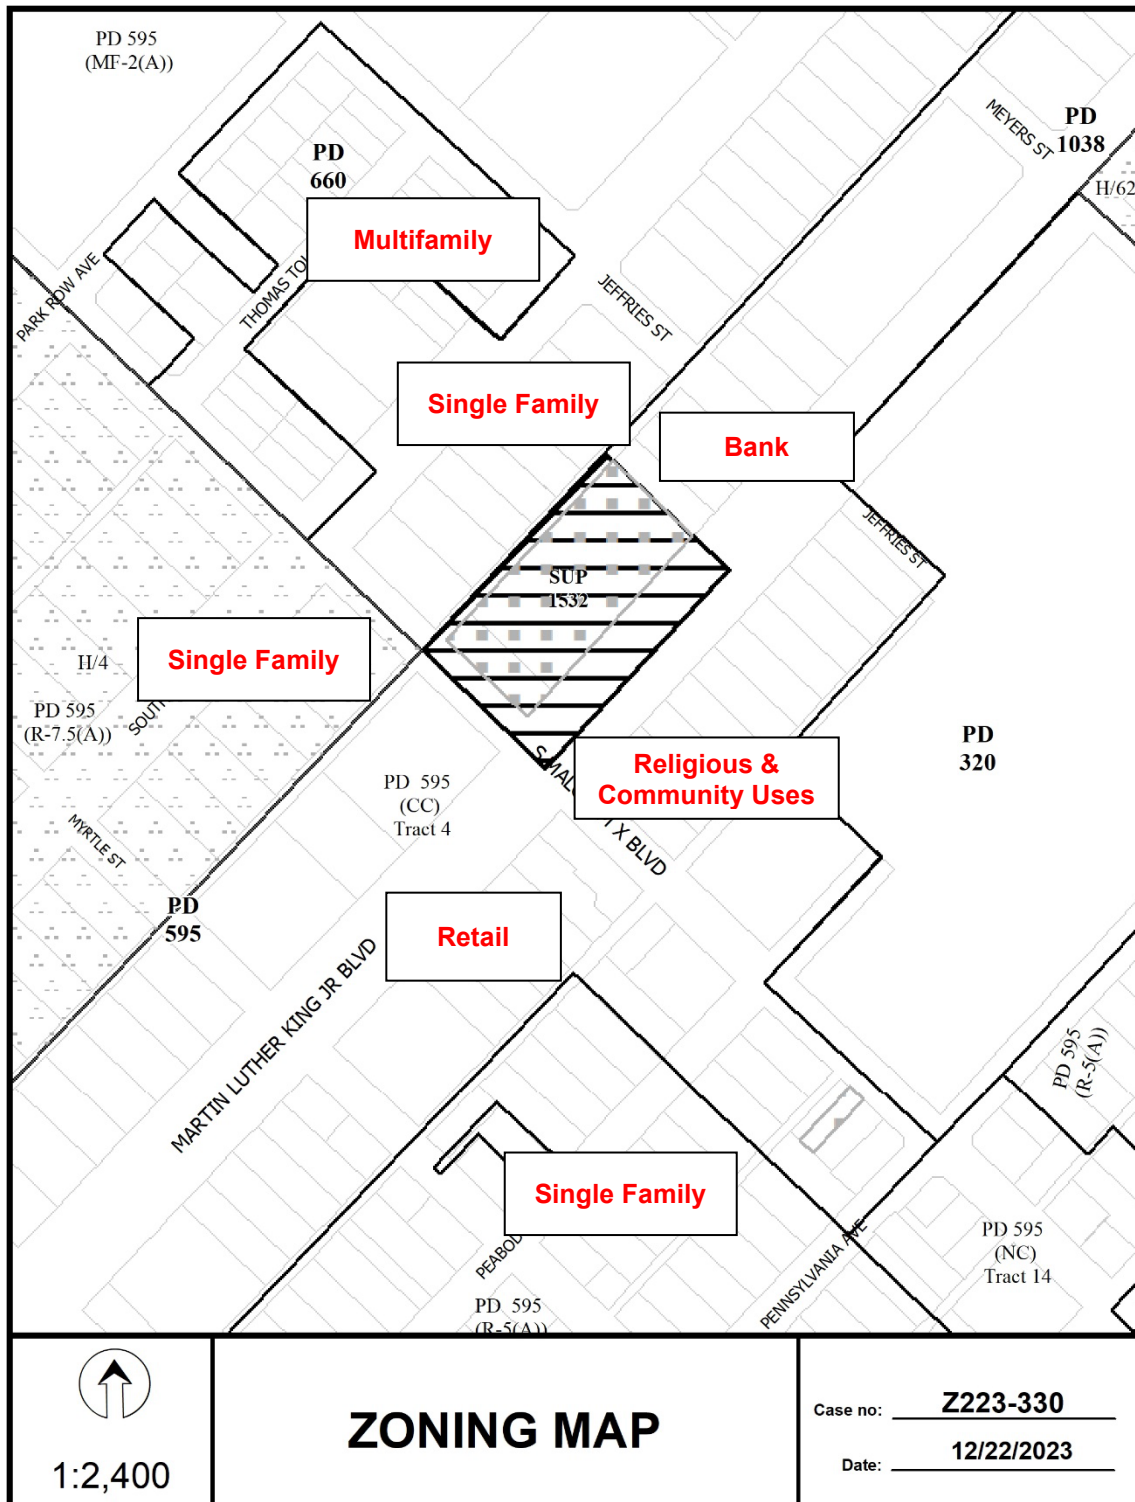 PD 595
(MF-2(A))
PD
660
MEYERS ST
PD
1038
H/62
Multifamily
PARK ROW AVE
THOMAS
JEFFRIES ST
Single Family
Bank
JEFFRIES ST
SUP
1532
Single Family
H/4
PD 595
(R-7.5(A))
PD
320
Religious &
Community Uses
X BLVD
PD 595
(CC)
Tract 4
MYRTLE ST
PD
595
Retail
MARTIN LUTHER KING JR BLVD
PD 595
(R-5(A))
Single Family
PENNSYLVANIA AVE
PD 595
(NC)
Tract 14
PD 595
(R-5(A))
1:2,400
ZONING MAP
Case no: Z223-330
Date: 12/22/2023